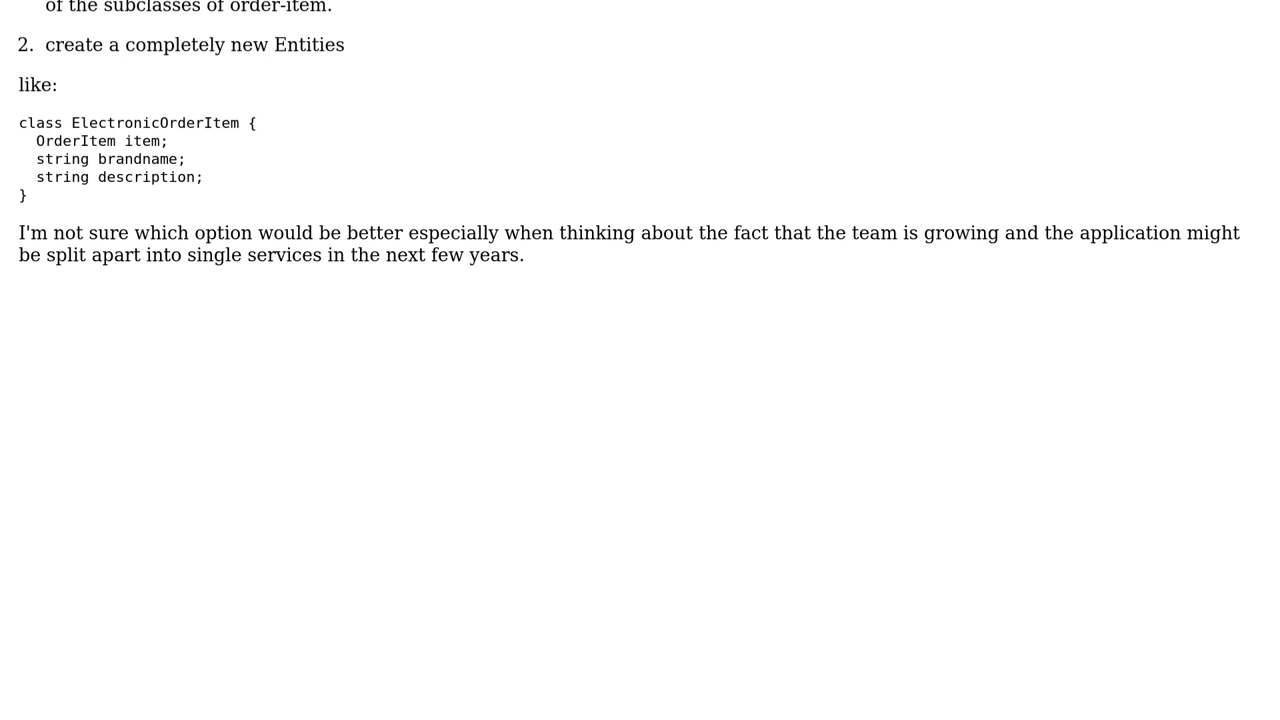 of the subclasses of order-item.
2. create a completely new Entities
like:
class ElectronicOrderItem {
  OrderItem item;
  string brandname;
  string description;
}
I'm not sure which option would be better especially when thinking about the fact that the team is growing and the application might
be split apart into single services in the next few years.